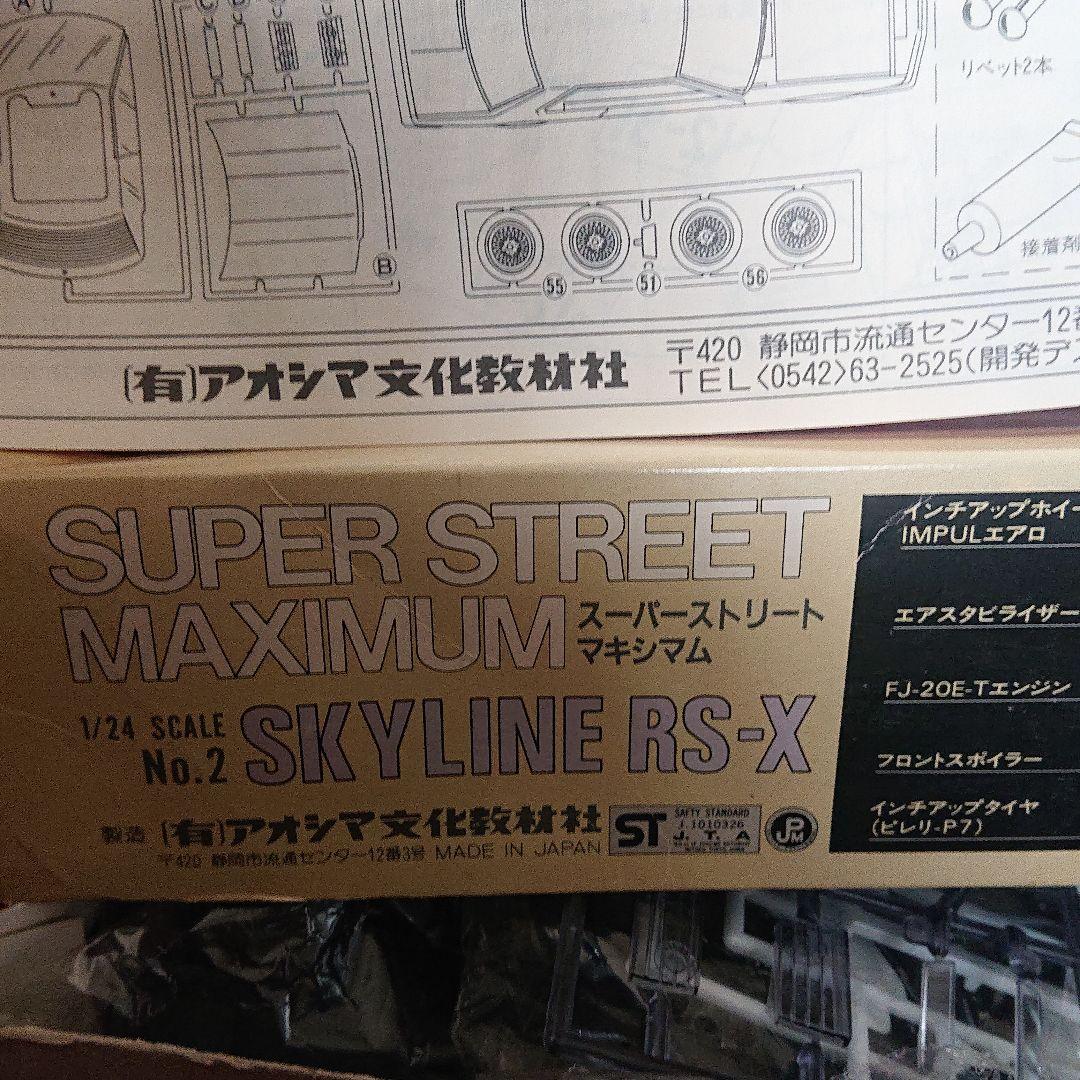 A
C
D
B
リベット2本
接着剤
55
51
56
(有)アオシマ文化教材社
〒420 静岡市流通センター12番
TEL<0542>63-2525(開発デス
SUPER STREET
MAXIMUM
スーパーストリート
マキシマム
1/24 SCALE
No.2
SKYLINE RS-X
製造 (有)アオシマ文化教材社
〒420 静岡市流通センター12番3号 MADE IN JAPAN
ST
SAFTY STANDARD
J.1010326
J.T.A
JPM
インチアップホイー
IMPULエアロ
エアスタビライザー
FJ-20E-Tエンジン
フロントスポイラー
インチアップタイヤ
(ピレリ-P7)